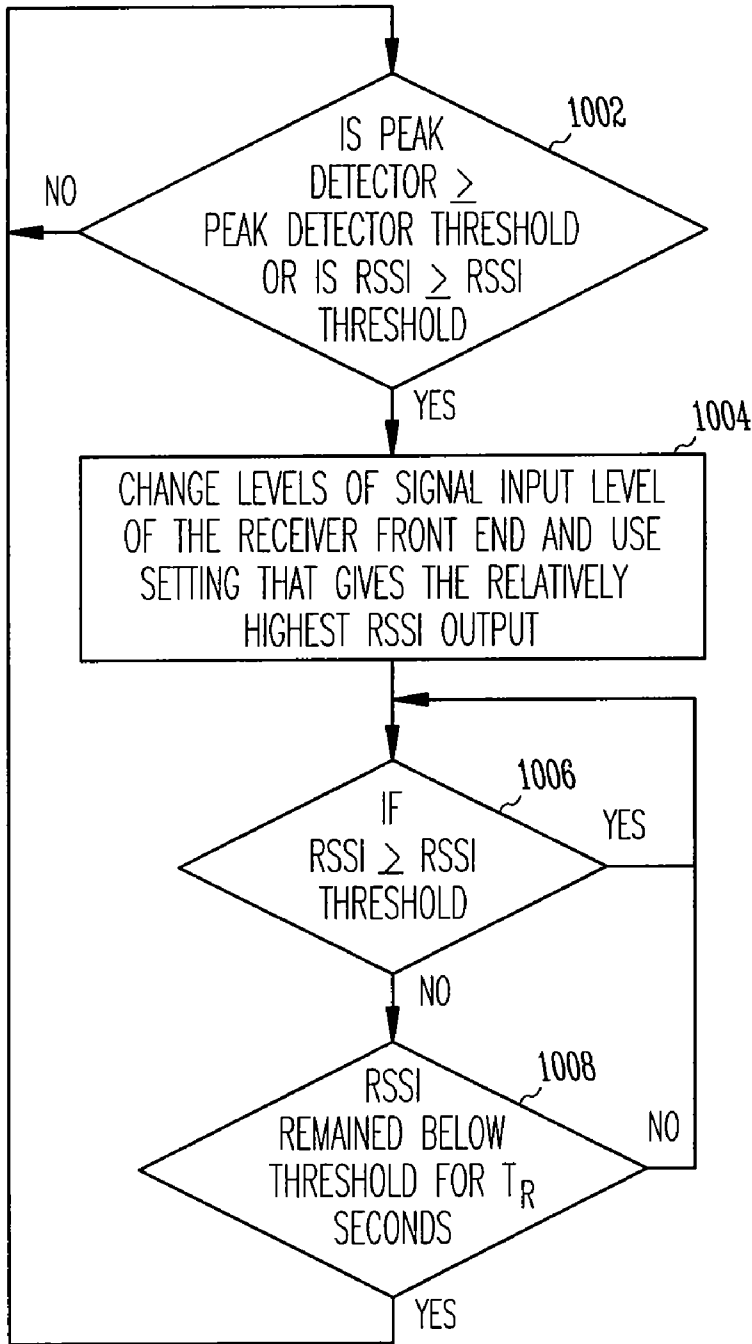 1002
IS PEAK
DETECTOR ≥
PEAK DETECTOR THRESHOLD
OR IS RSSI ≥ RSSI
THRESHOLD
NO
YES
1004
CHANGE LEVELS OF SIGNAL INPUT LEVEL
OF THE RECEIVER FRONT END AND USE
SETTING THAT GIVES THE RELATIVELY
HIGHEST RSSI OUTPUT
1006
IF
RSSI ≥ RSSI
THRESHOLD
YES
NO
1008
RSSI
REMAINED BELOW
THRESHOLD FOR T_R
SECONDS
NO
YES